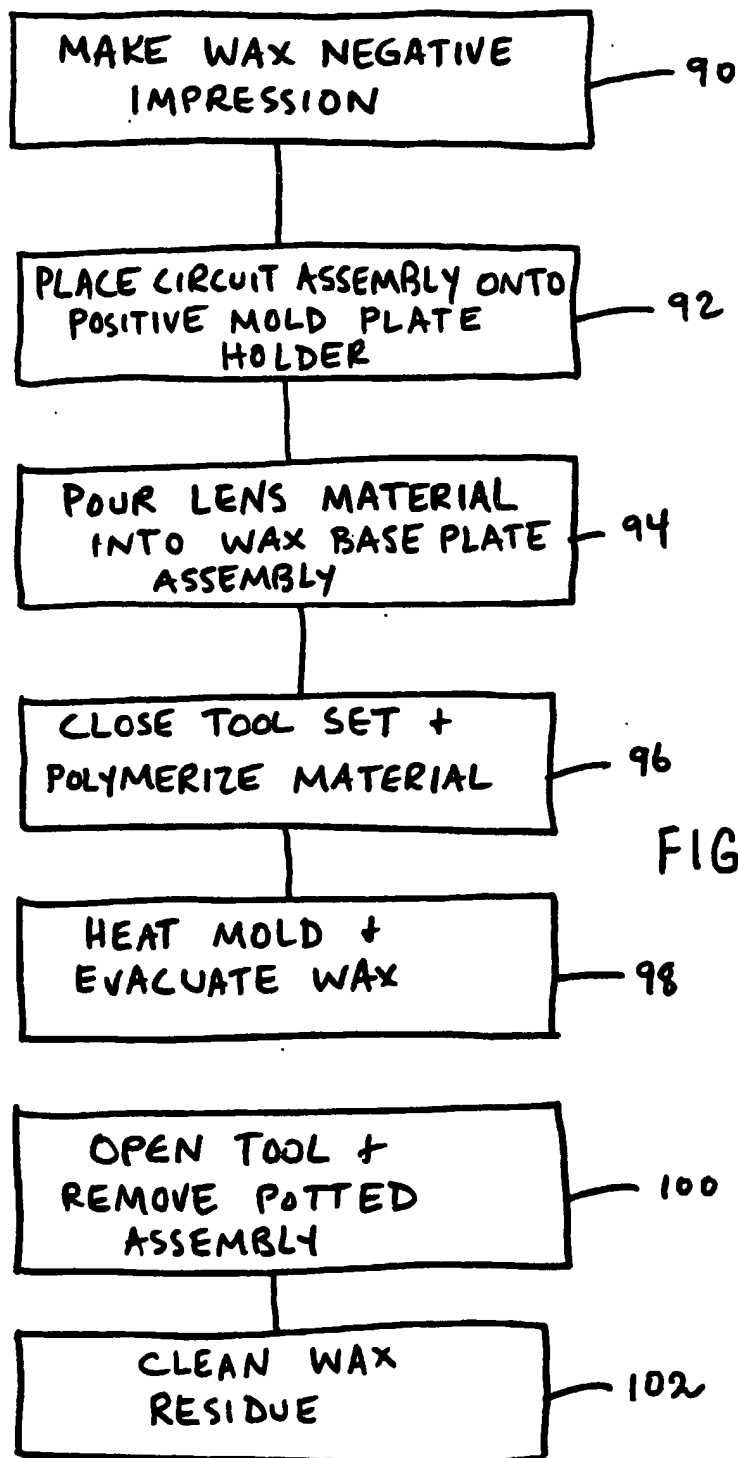 MAKE WAX NEGATIVE
IMPRESSION
90
PLACE CIRCUIT ASSEMBLY ONTO
POSITIVE MOLD PLATE
HOLDER
92
POUR LENS MATERIAL
INTO WAX BASE PLATE
ASSEMBLY
94
CLOSE TOOL SET +
POLYMERIZE MATERIAL
96
FIG
HEAT MOLD +
EVACUATE WAX
98
OPEN TOOL +
REMOVE POTTED
ASSEMBLY
100
CLEAN WAX
RESIDUE
102